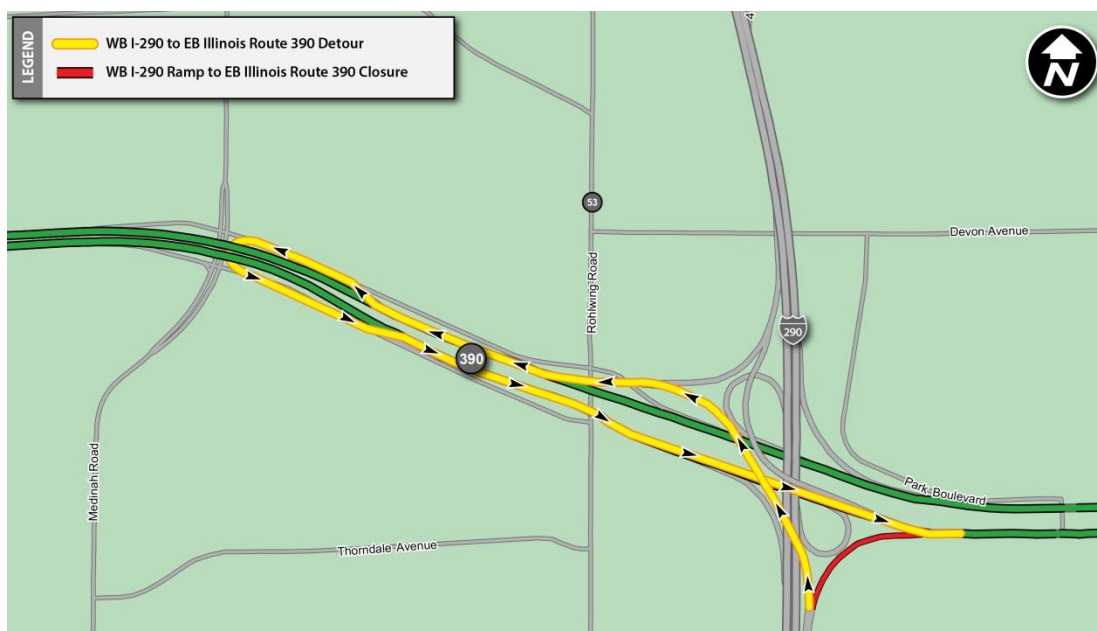 LEGEND
WB I-290 to EB Illinois Route 390 Detour
WB I-290 Ramp to EB Illinois Route 390 Closure
4
N
53
Devon Avenue
Rohlwing Road
290
390
Medinah Road
Park Boulevard
Thorndale Avenue